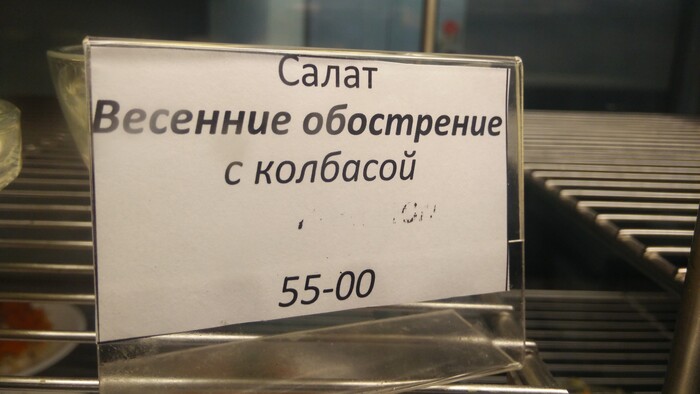 Салат
Весенние обострение
с колбасой
55-00